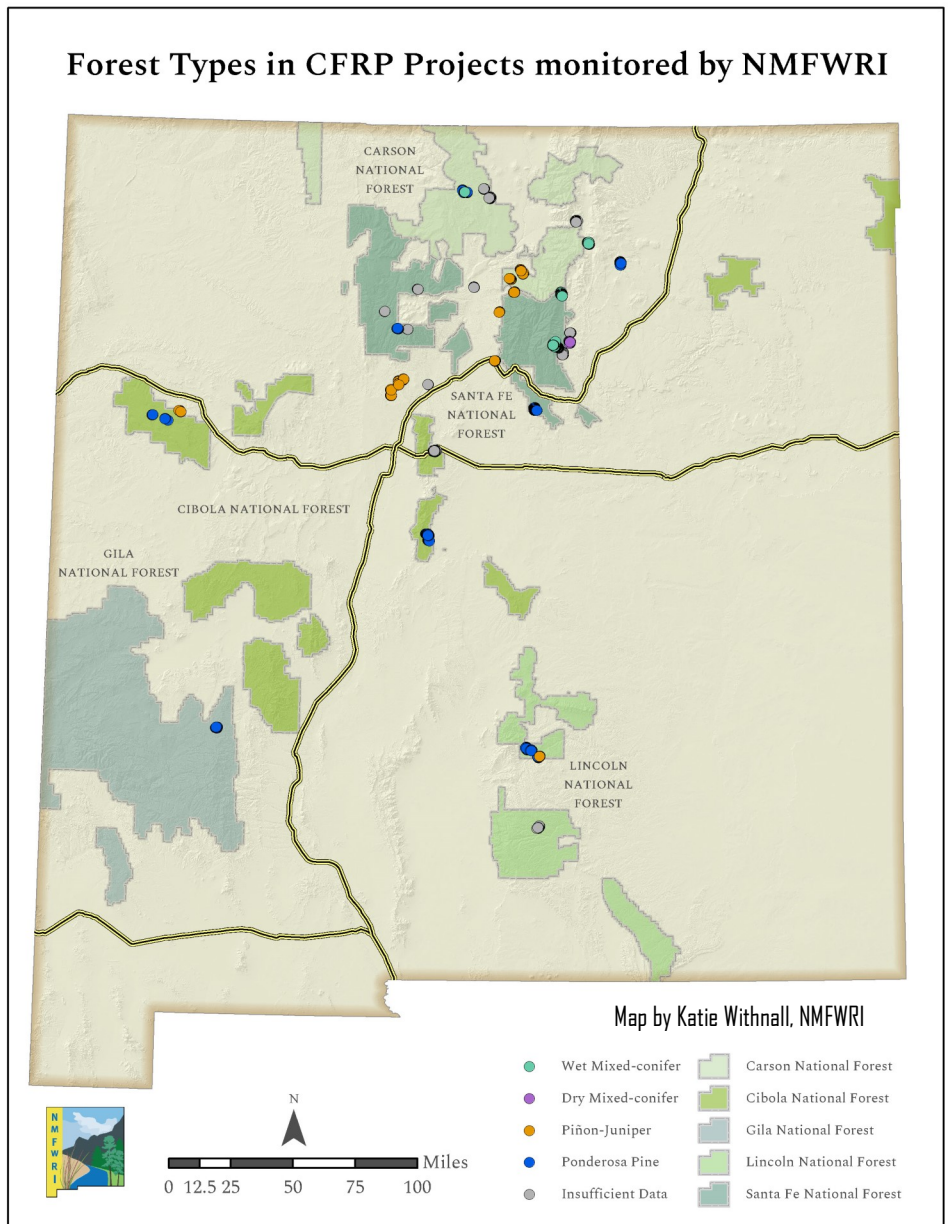 Forest Types in CFRP Projects monitored by NMFWRI
CARSON
NATIONAL
FOREST
SANTA FE
NATIONAL
FOREST
CIBOLA NATIONAL FOREST
GILA
NATIONAL FOREST
LINCOLN
NATIONAL
FOREST
Map by Katie Withnall, NMFWRI
Wet Mixed-conifer
Dry Mixed-conifer
Piñon-Juniper
Ponderosa Pine
Insufficient Data
Carson National Forest
Cibola National Forest
Gila National Forest
Lincoln National Forest
Santa Fe National Forest
NMFWRI
N
Miles
0 12.5 25 50 75 100